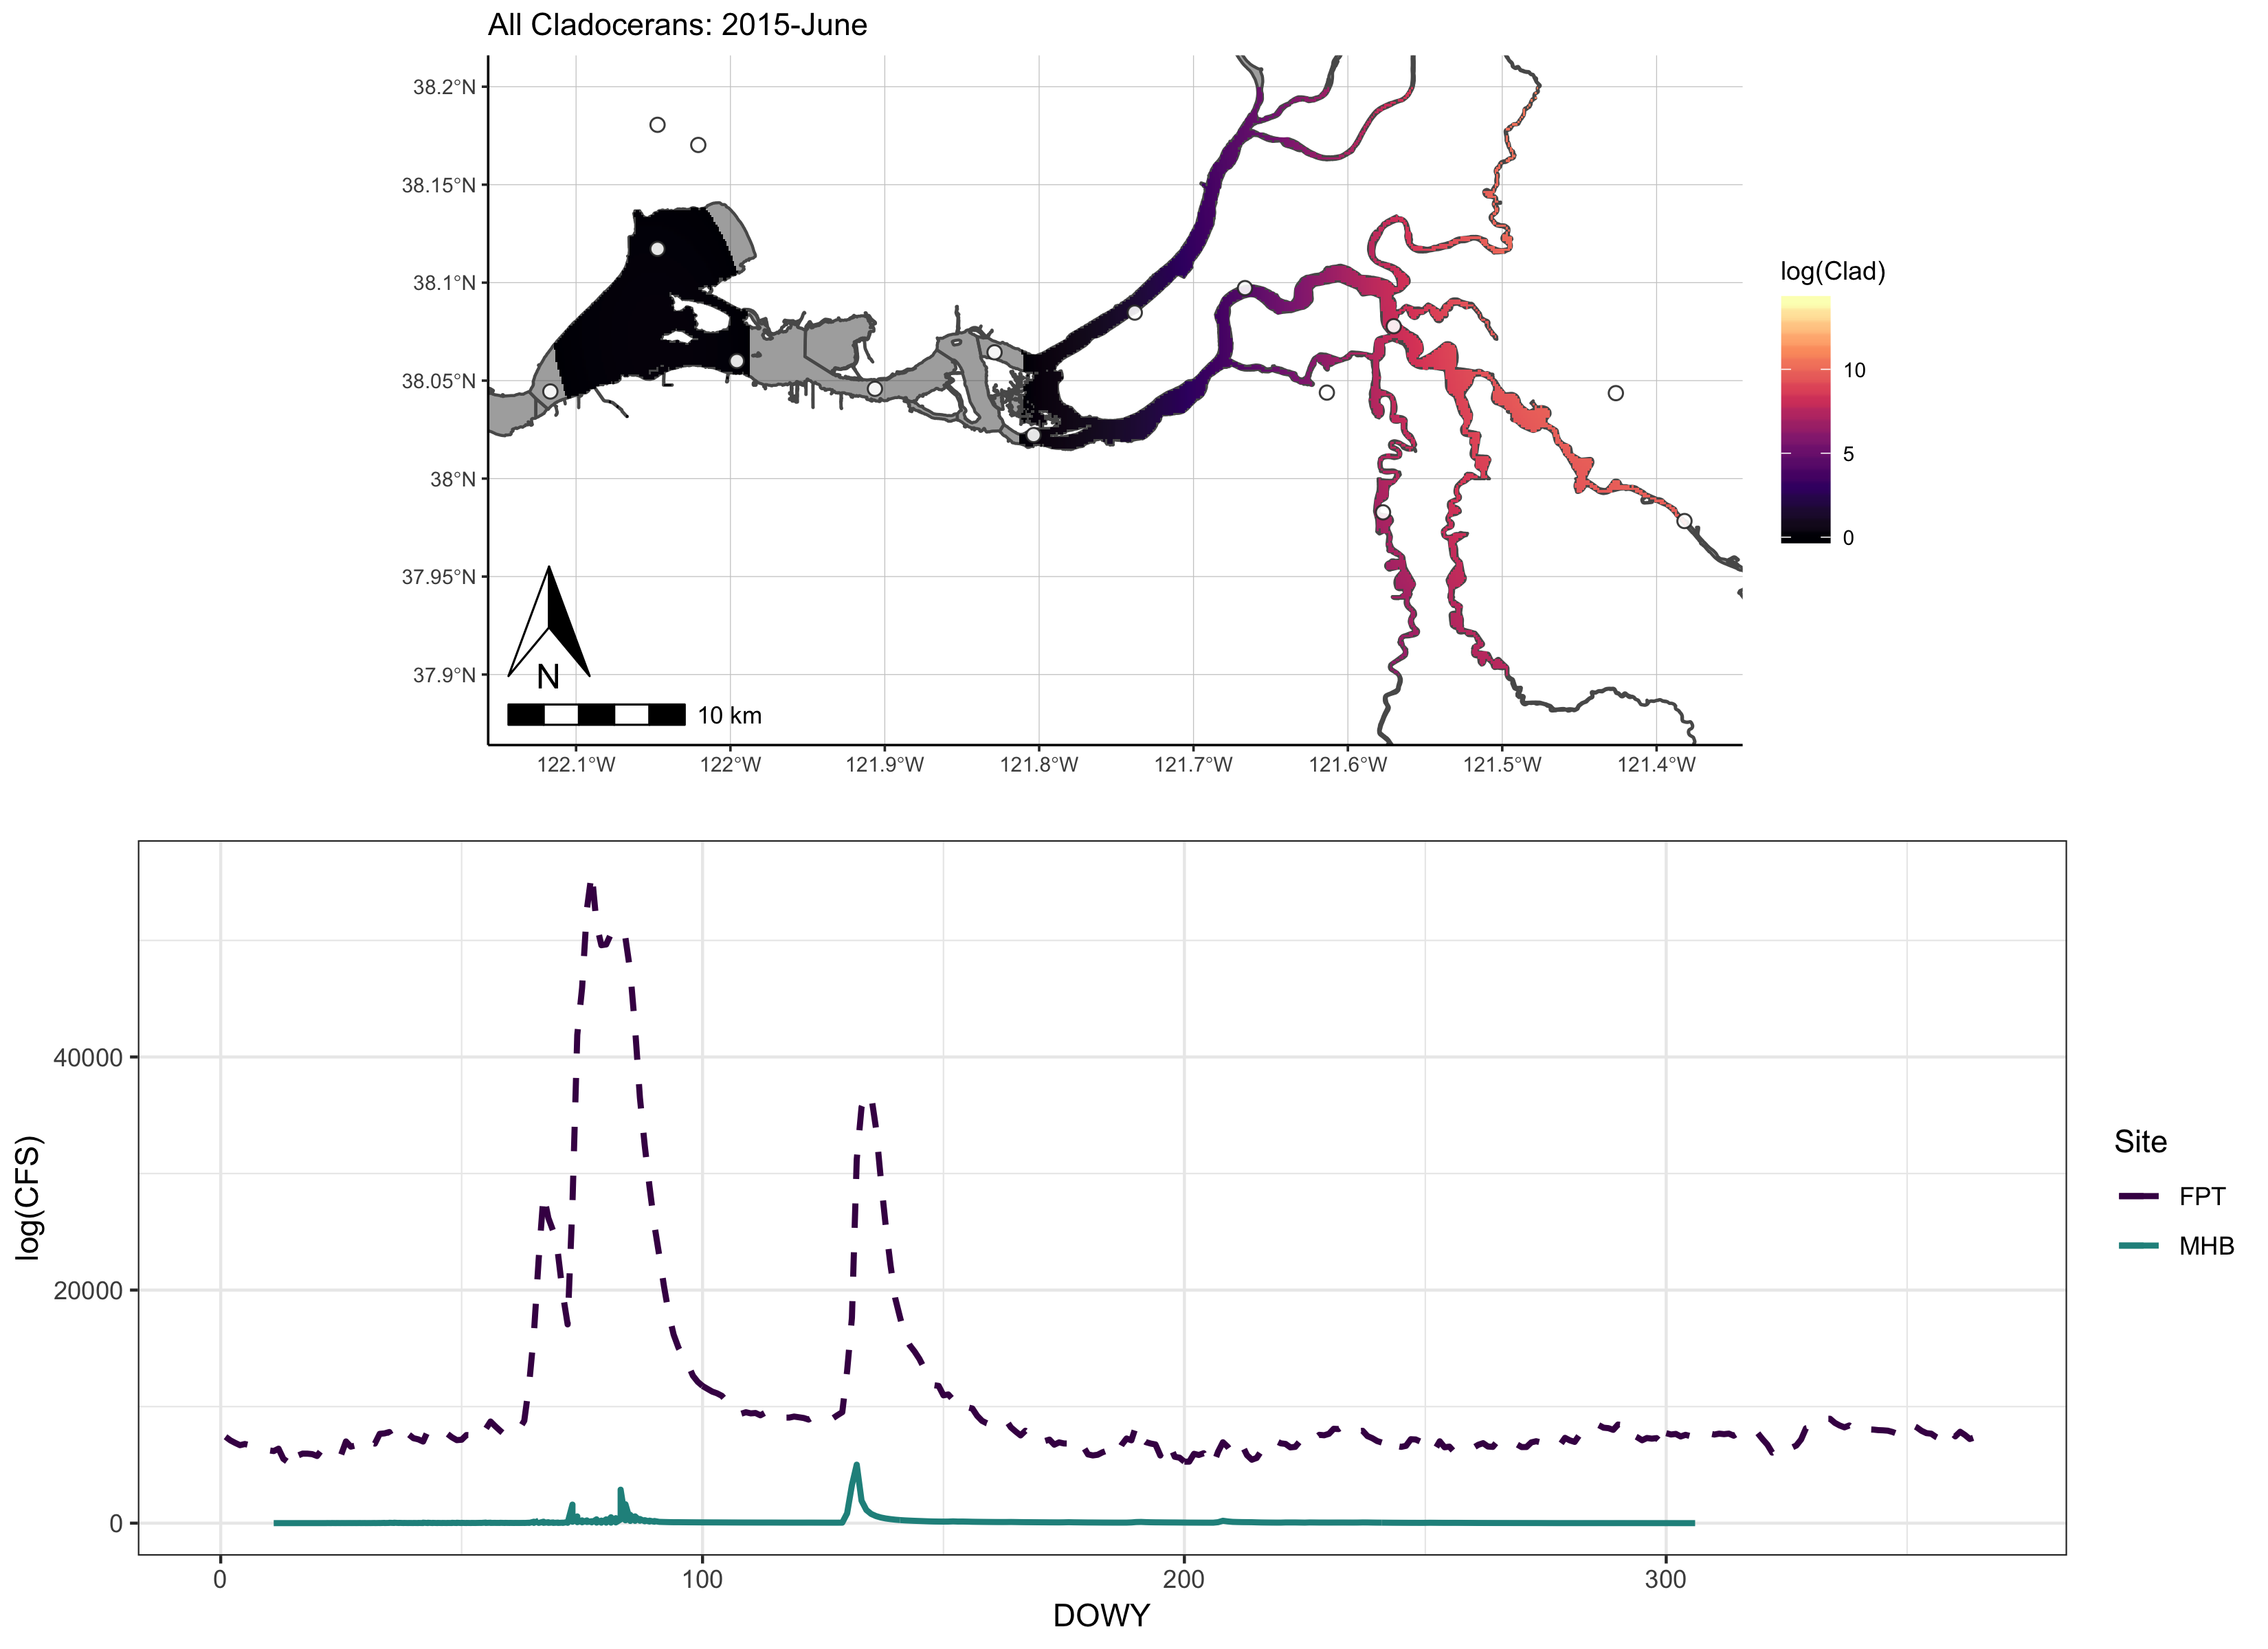 All Cladocerans: 2015-June
38.2°N
38.15°N
38.1°N
38.05°N
38°N
37.95°N
37.9°N
N
10 km
122.1°W 122°W 121.9°W 121.8°W 121.7°W 121.6°W 121.5°W 121.4°W
log(Clad)
10
5
0
log(CFS)
40000
20000
0
0 100 200 300
DOWY
Site
FPT
MHB